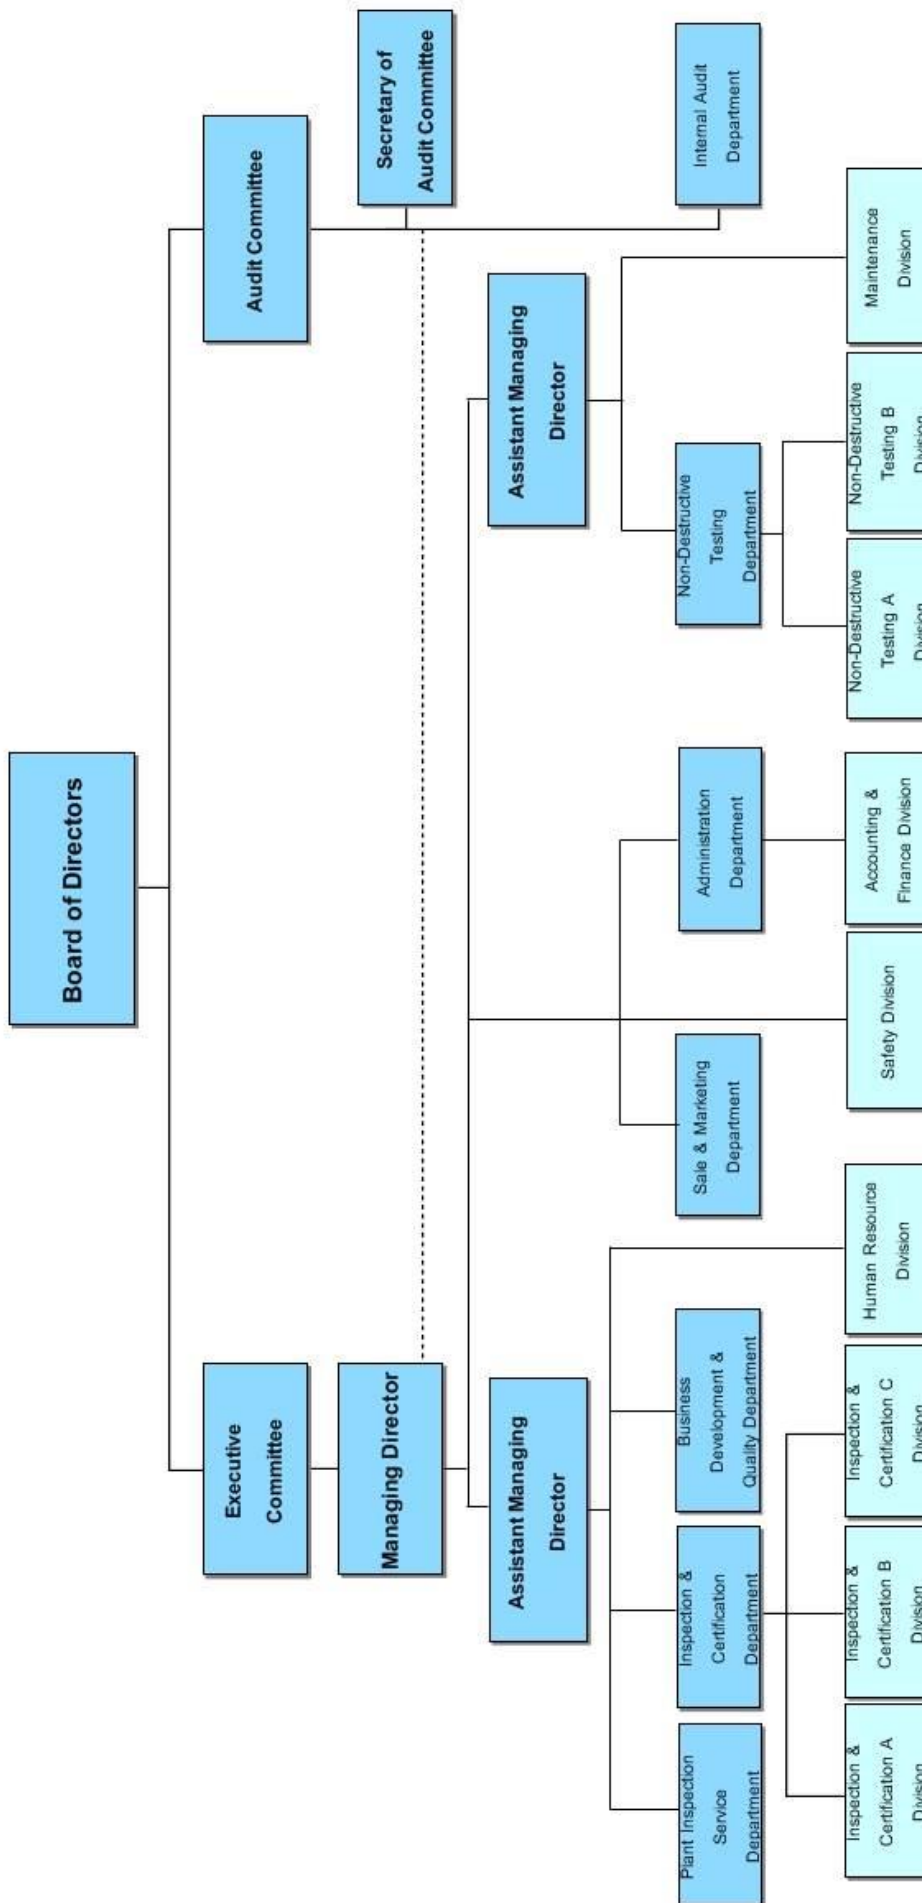 Board of Directors
Executive
Committee
Audit Committee
Managing Director
Secretary of
Audit Committee
Assistant Managing
Director
Assistant Managing
Director
Plant Inspection
Service
Department
Inspection &
Certification
Department
Business
Development &
Quality Department
Sale & Marketing
Department
Administration
Department
Non-Destructive
Testing
Department
Internal Audit
Department
Inspection &
Certification A
Division
Inspection &
Certification B
Division
Inspection &
Certification C
Division
Human Resource
Division
Safety Division
Accounting &
Finance Division
Non-Destructive
Testing A
Division
Non-Destructive
Testing B
Division
Maintenance
Division